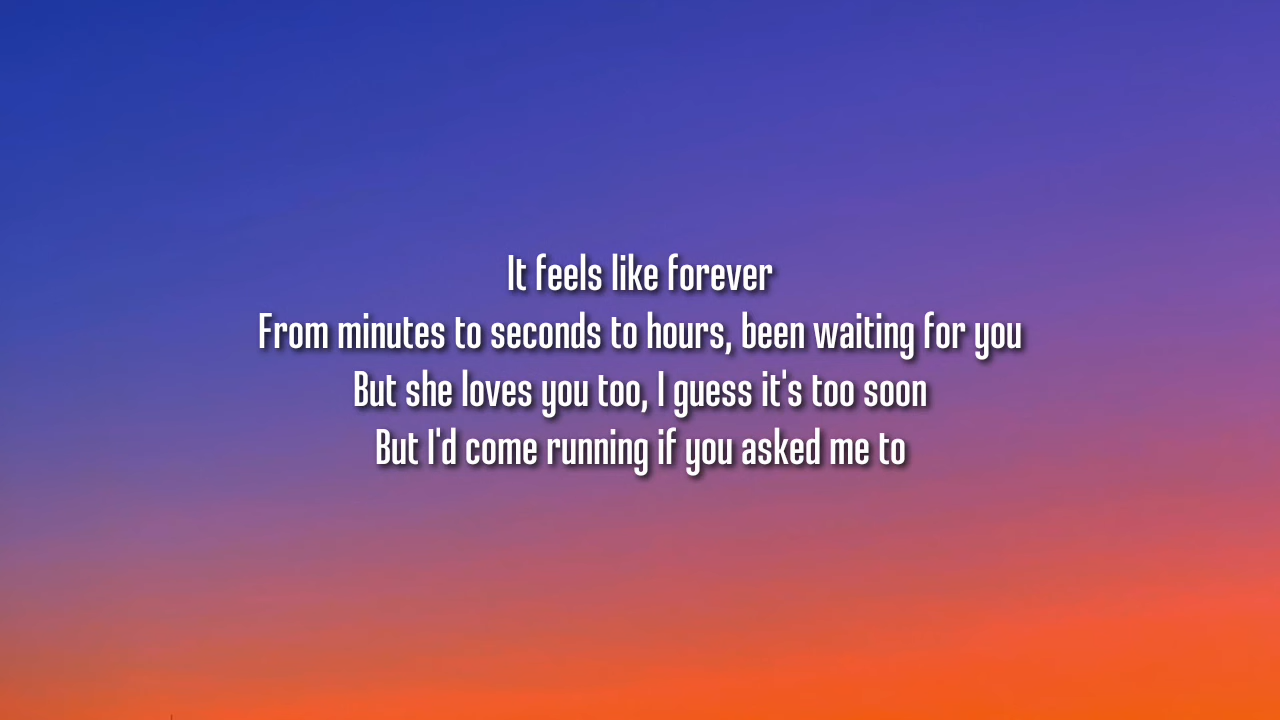 It feels like forever
From minutes to seconds to hours, been waiting for you
But she loves you too, I guess it's too soon
But I'd come running if you asked me to